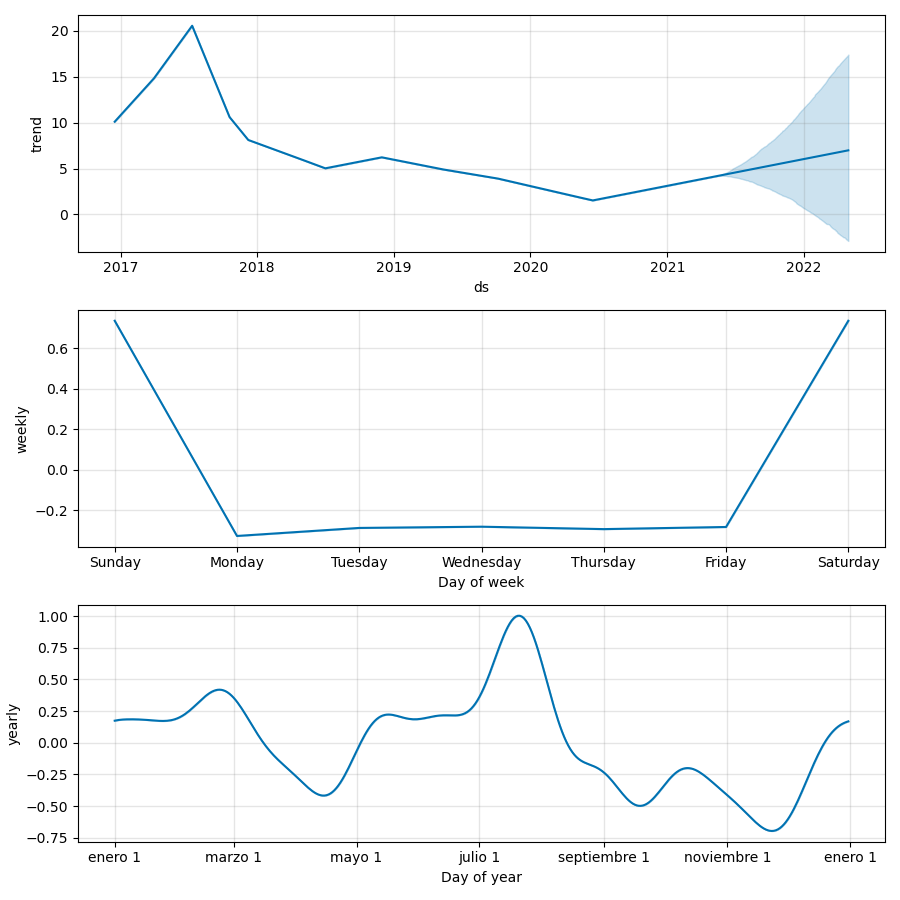 20
15
10
5
0
trend
2017 2018 2019 2020 2021 2022
ds
0.6
0.4
0.2
0.0
−0.2
weekly
Sunday Monday Tuesday Wednesday Thursday Friday Saturday
Day of week
1.00
0.75
0.50
0.25
0.00
−0.25
−0.50
−0.75
yearly
enero 1 marzo 1 mayo 1 julio 1 septiembre 1 noviembre 1 enero 1
Day of year